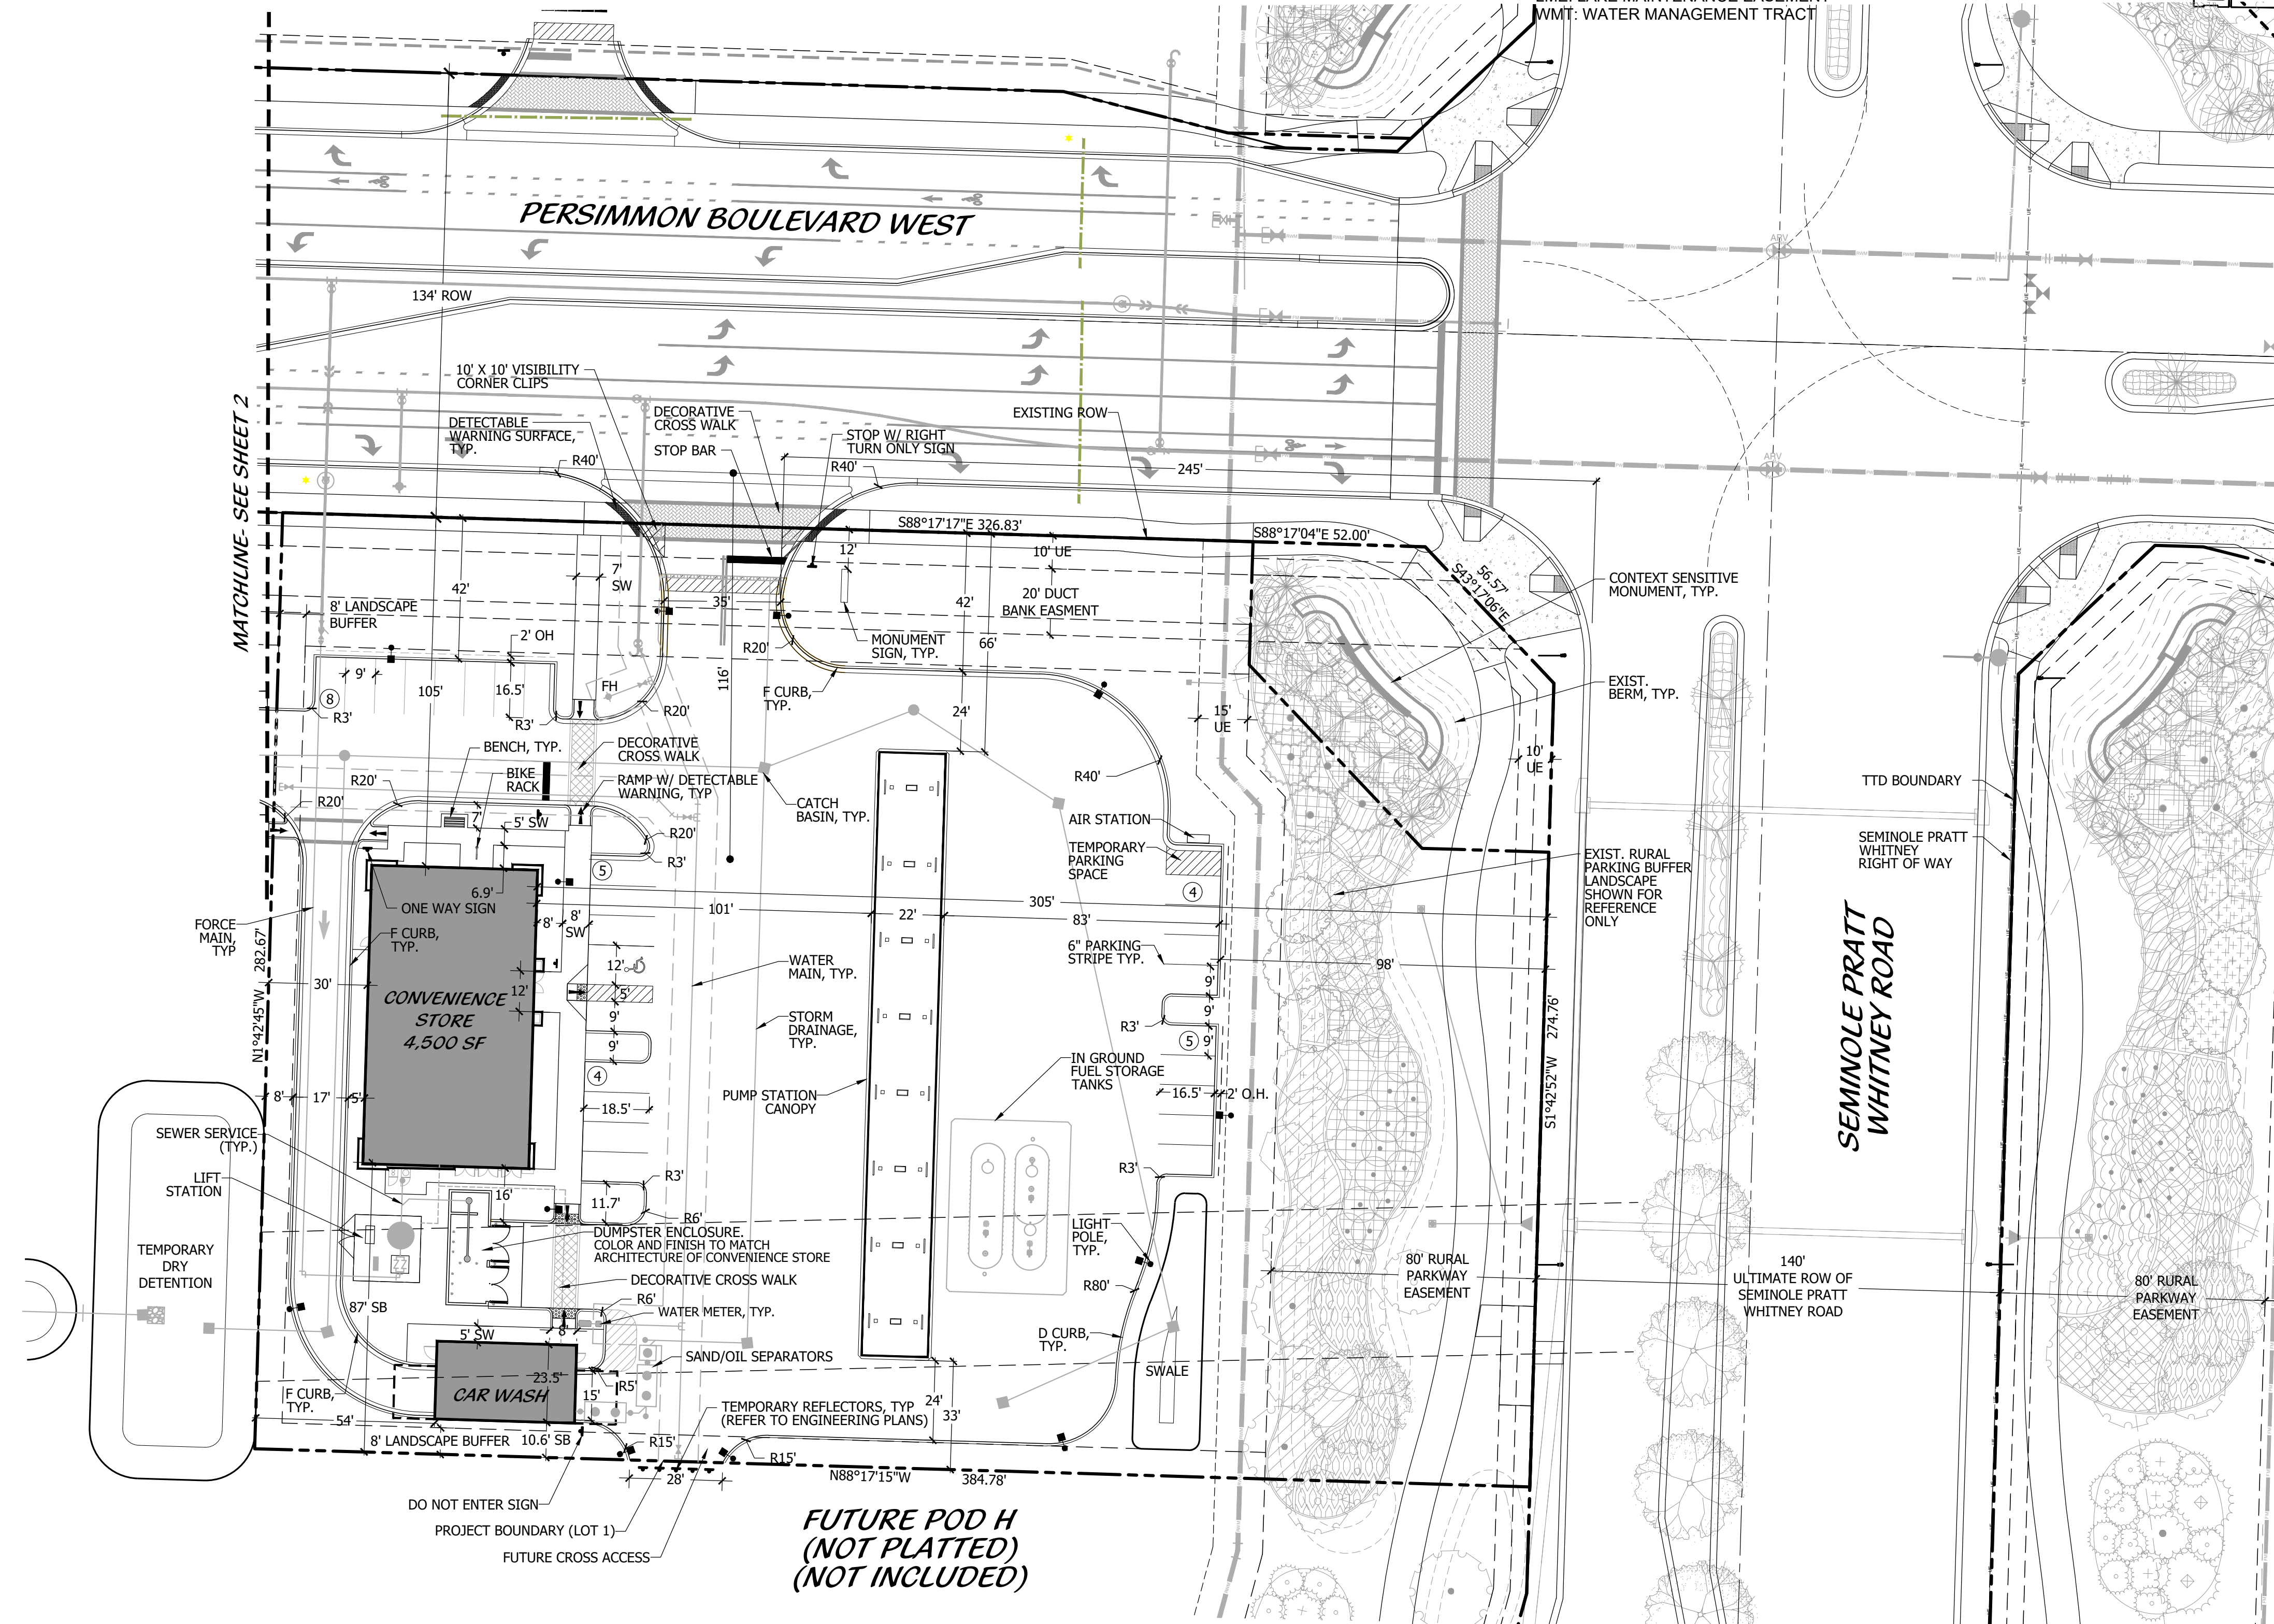 LME: LAKE MAINTENANCE EASEMENT
WMT: WATER MANAGEMENT TRACT
PERSIMMON BOULEVARD WEST
134' ROW
MATCHLINE- SEE SHEET 2
10' X 10' VISIBILITY
CORNER CLIPS
DETECTABLE
WARNING SURFACE,
TYP.
R40'
DECORATIVE
CROSS WALK
STOP BAR
STOP W/ RIGHT
TURN ONLY SIGN
R40'
EXISTING ROW
245'
ARV
ARV
S88°17'17"E 326.83'
S88°17'04"E 52.00'
56.57'
S43°17'06"E
12'
10' UE
20' DUCT
BANK EASMENT
7'
SW
42'
35'
42'
66'
8' LANDSCAPE
BUFFER
2' OH
MONUMENT
SIGN, TYP.
R20'
CONTEXT SENSITIVE
MONUMENT, TYP.
EXIST.
BERM, TYP.
9'
8
105'
16.5'
R3'
R3'
FH
R20'
116'
F CURB,
TYP.
24'
15'
UE
10'
UE
BENCH, TYP.
BIKE
RACK
DECORATIVE
CROSS WALK
RAMP W/ DETECTABLE
WARNING, TYP
R20'
R20'
7'
5' SW
R20'
R3'
CATCH
BASIN, TYP.
R40'
AIR STATION
TEMPORARY
PARKING
SPACE
4
TTD BOUNDARY
SEMINOLE PRATT
WHITNEY
RIGHT OF WAY
EXIST. RURAL
PARKING BUFFER
LANDSCAPE
SHOWN FOR
REFERENCE
ONLY
5
6.9'
ONE WAY SIGN
F CURB,
TYP.
8'
8'
SW
101'
22'
305'
83'
FORCE
MAIN,
TYP
N1°42'45"W 282.67'
30'
CONVENIENCE
STORE
4,500 SF
12'
12'
5'
9'
9'
4
18.5'
WATER
MAIN, TYP.
STORM
DRAINAGE,
TYP.
PUMP STATION
CANOPY
6" PARKING
STRIPE TYP.
98'
9'
9'
R3'
5
9'
IN GROUND
FUEL STORAGE
TANKS
16.5'
2' O.H.
S1°42'52"W 274.76'
SEMINOLE PRATT
WHITNEY ROAD
8'
17'
5'
SEWER SERVICE
(TYP.)
LIFT
STATION
16'
11.7'
R3'
R6'
R3'
DUMPSTER ENCLOSURE.
COLOR AND FINISH TO MATCH
ARCHITECTURE OF CONVENIENCE STORE
DECORATIVE CROSS WALK
R6'
WATER METER, TYP.
TEMPORARY
DRY
DETENTION
87' SB
5' SW
8'
SAND/OIL SEPARATORS
LIGHT
POLE,
TYP.
R80'
D CURB,
TYP.
SWALE
80' RURAL
PARKWAY
EASEMENT
140'
ULTIMATE ROW OF
SEMINOLE PRATT
WHITNEY ROAD
80' RURAL
PARKWAY
EASEMENT
F CURB,
TYP.
54'
CAR WASH
23.5'
15'
R5'
TEMPORARY REFLECTORS, TYP
(REFER TO ENGINEERING PLANS)
24'
33'
8' LANDSCAPE BUFFER
10.6' SB
R15'
R15'
28'
N88°17'15"W 384.78'
DO NOT ENTER SIGN
PROJECT BOUNDARY (LOT 1)
FUTURE CROSS ACCESS
FUTURE POD H
(NOT PLATTED)
(NOT INCLUDED)